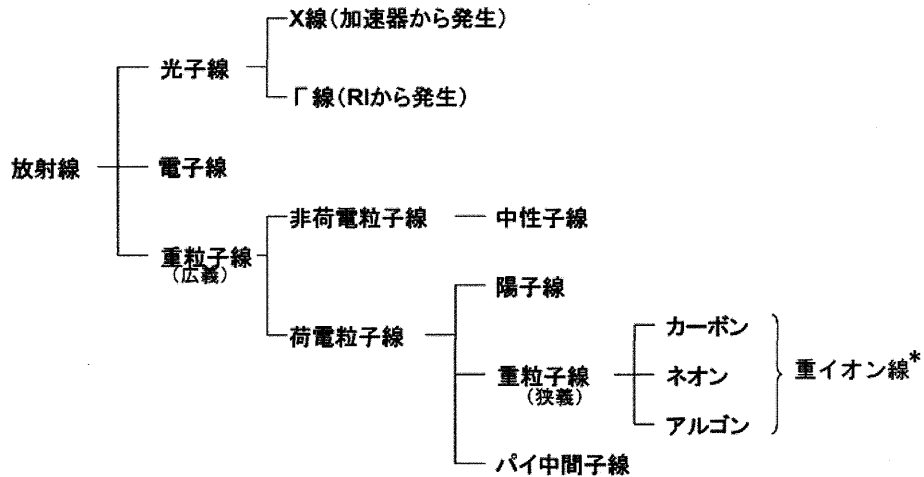 X線(加速器から発生)
光子線
Γ線(RIから発生)
放射線
電子線
非荷電粒子線
中性子線
重粒子線
(広義)
陽子線
荷電粒子線
カーボン
重粒子線
(狭義)
ネオン
重イオン線*
アルゴン
パイ中間子線